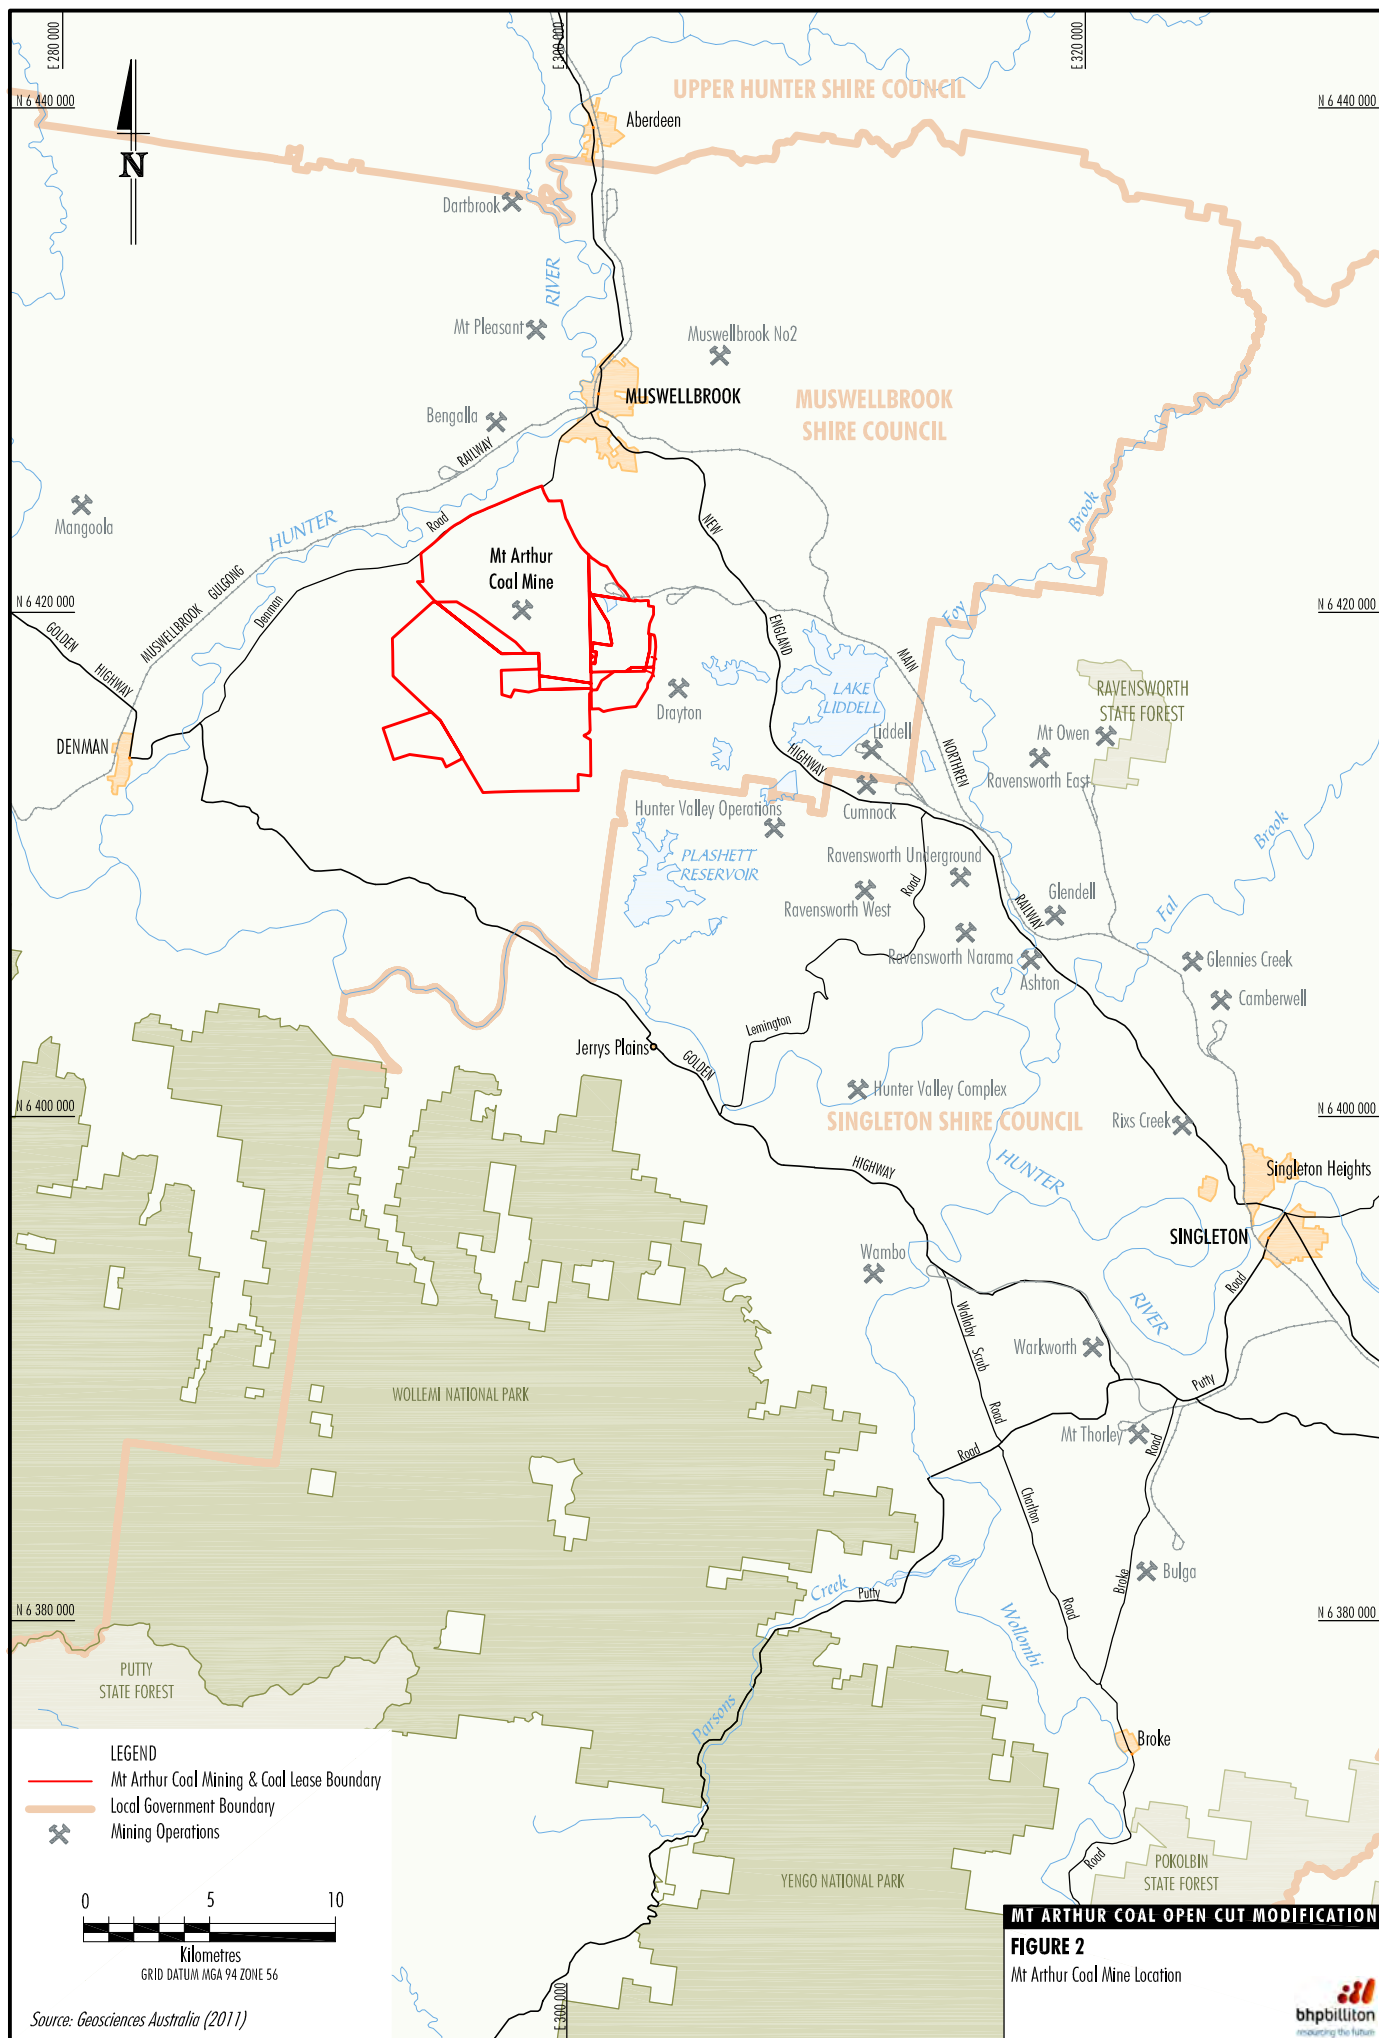 E 280 000
E 300 000
E 320 000
N 6 440 000
N 6 440 000
UPPER HUNTER SHIRE COUNCIL
Aberdeen
N
Dartbrook
RIVER
Mt Pleasant
Muswellbrook No2
MUSWELLBROOK
MUSWELLBROOK
SHIRE COUNCIL
Bengalla
RAILWAY
Mangoola
HUNTER
Road
NEW
Brook
Mt Arthur
Coal Mine
MUSWELLBROOK GULGONG
Denman
N 6 420 000
N 6 420 000
GOLDEN
HIGHWAY
ENGLAND
Foy
MAIN
LAKE
LIDDELL
RAVENSWORTH
STATE FOREST
Drayton
DENMAN
HIGHWAY
Liddell
NORTHREN
Mt Owen
Ravensworth East
Cumnock
Hunter Valley Operations
Brook
PLASHETT
RESERVOIR
Ravensworth Underground
Road
Ravensworth West
Glendell
RAILWAY
Fal
Ravensworth Narama
Ashton
Glennies Creek
Camberwell
Lemington
Jerrys Plains
GOLDEN
Hunter Valley Complex
N 6 400 000
N 6 400 000
SINGLETON SHIRE COUNCIL
Rixs Creek
HIGHWAY
HUNTER
Singleton Heights
SINGLETON
Wambo
Road
RIVER
Wallaby
Scrub
Road
Warkworth
Putty
WOLLEMI NATIONAL PARK
Mt Thorley
Road
Road
Charlton
Road
Broke
Bulga
Creek
Putty
N 6 380 000
N 6 380 000
Wollombi
PUTTY
STATE FOREST
Parsons
Broke
LEGEND
Mt Arthur Coal Mining & Coal Lease Boundary
Local Government Boundary
Mining Operations
Road
POKOLBIN
STATE FOREST
YENGO NATIONAL PARK
0 5 10
Kilometres
GRID DATUM MGA 94 ZONE 56
E 300 000
MT ARTHUR COAL OPEN CUT MODIFICATION
FIGURE 2
Mt Arthur Coal Mine Location
Source: Geosciences Australia (2011)
bhpbilliton
resourcing the future